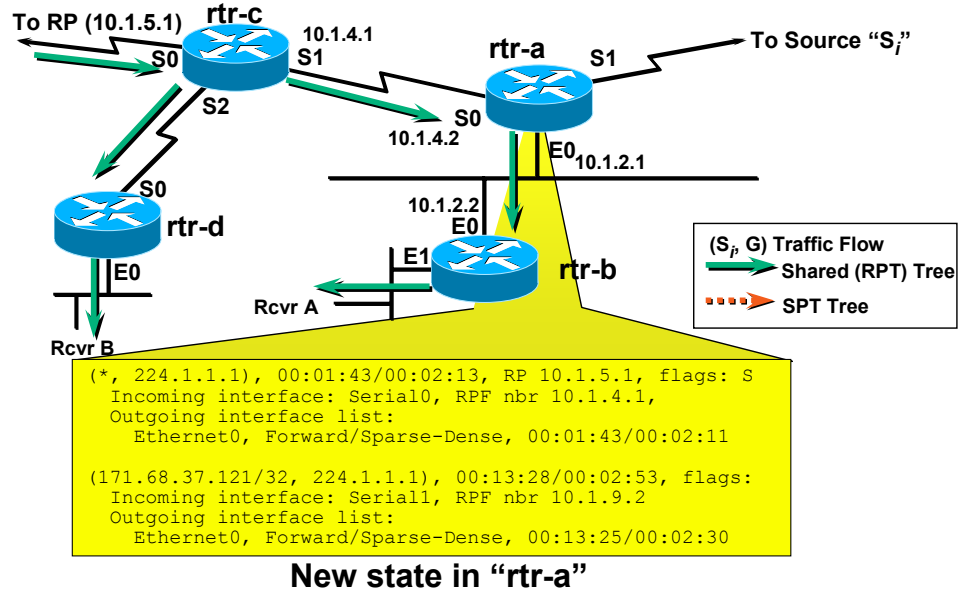 To RP (10.1.5.1)
rtr-c
10.1.4.1
S0
S1
S2
rtr-a
S1
To Source “Si”
S0
10.1.4.2
E0
10.1.2.1
S0
rtr-d
E0
Rcvr B
10.1.2.2
E0
E1
rtr-b
Rcvr A
(Si, G) Traffic Flow
Shared (RPT) Tree
SPT Tree
(*, 224.1.1.1), 00:01:43/00:02:13, RP 10.1.5.1, flags: S
Incoming interface: Serial0, RPF nbr 10.1.4.1,
Outgoing interface list:
Ethernet0, Forward/Sparse-Dense, 00:01:43/00:02:11
(171.68.37.121/32, 224.1.1.1), 00:13:28/00:02:53, flags:
Incoming interface: Serial1, RPF nbr 10.1.9.2
Outgoing interface list:
Ethernet0, Forward/Sparse-Dense, 00:13:25/00:02:30
New state in “rtr-a”